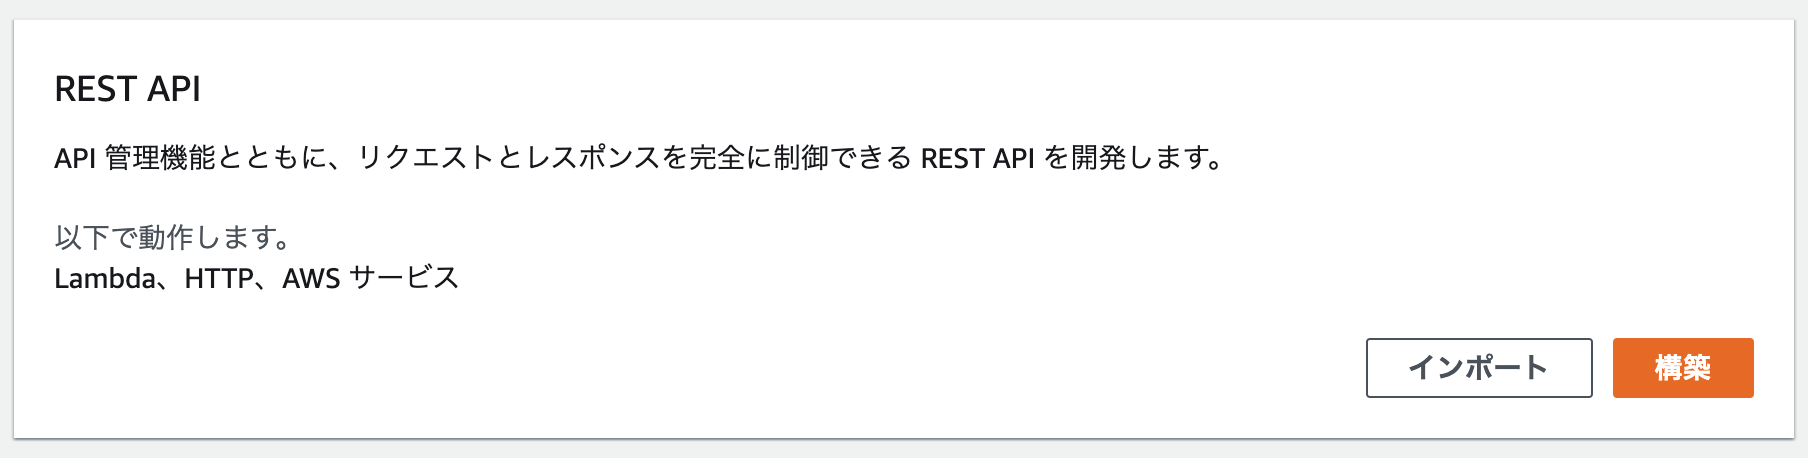 REST API
API 管理機能とともに、リクエストとレスポンスを完全に制御できる REST API を開発します。
以下で動作します。
Lambda、HTTP、AWS サービス
インポート
構築